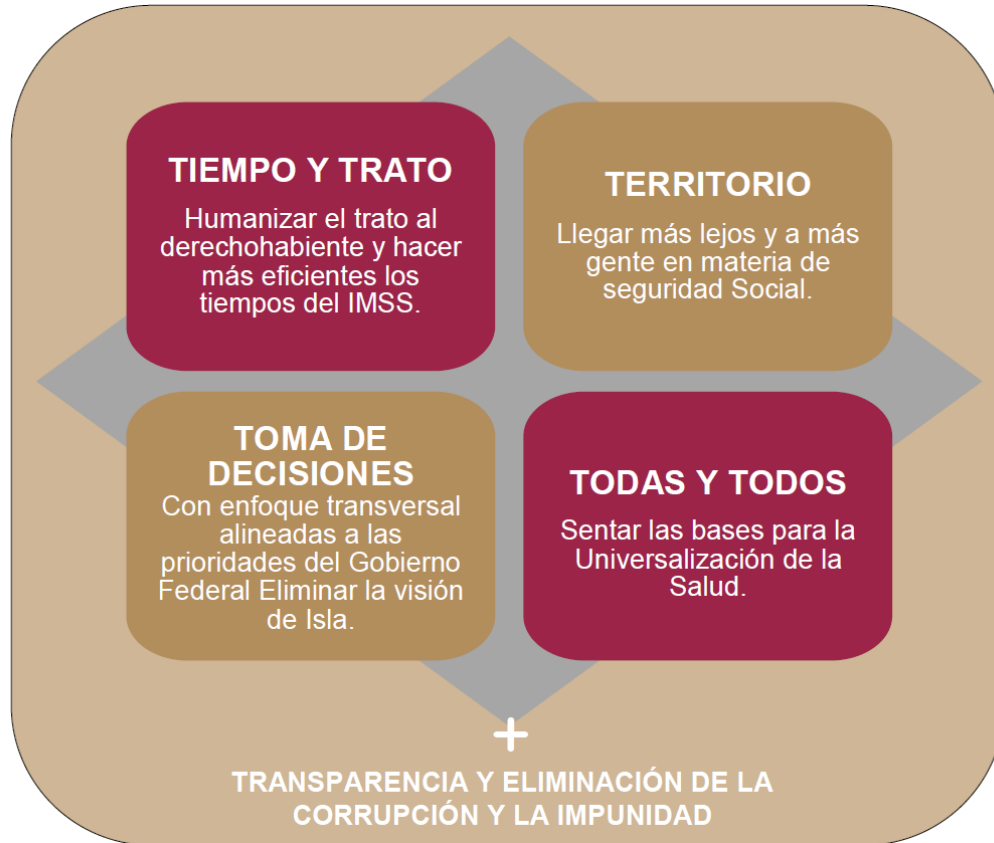 TIEMPO Y TRATO
Humanizar el trato al
derechohabiente y hacer
más eficientes los
tiempos del IMSS.
TERRITORIO
Llegar más lejos y a más
gente en materia de
seguridad Social.
TOMA DE
DECISIONES
Con enfoque transversal
alineadas a las
prioridades del Gobierno
Federal Eliminar la visión
de Isla.
TODAS Y TODOS
Sentar las bases para la
Universalización de la
Salud.
+
TRANSPARENCIA Y ELIMINACIÓN DE LA
CORRUPCIÓN Y LA IMPUNIDAD